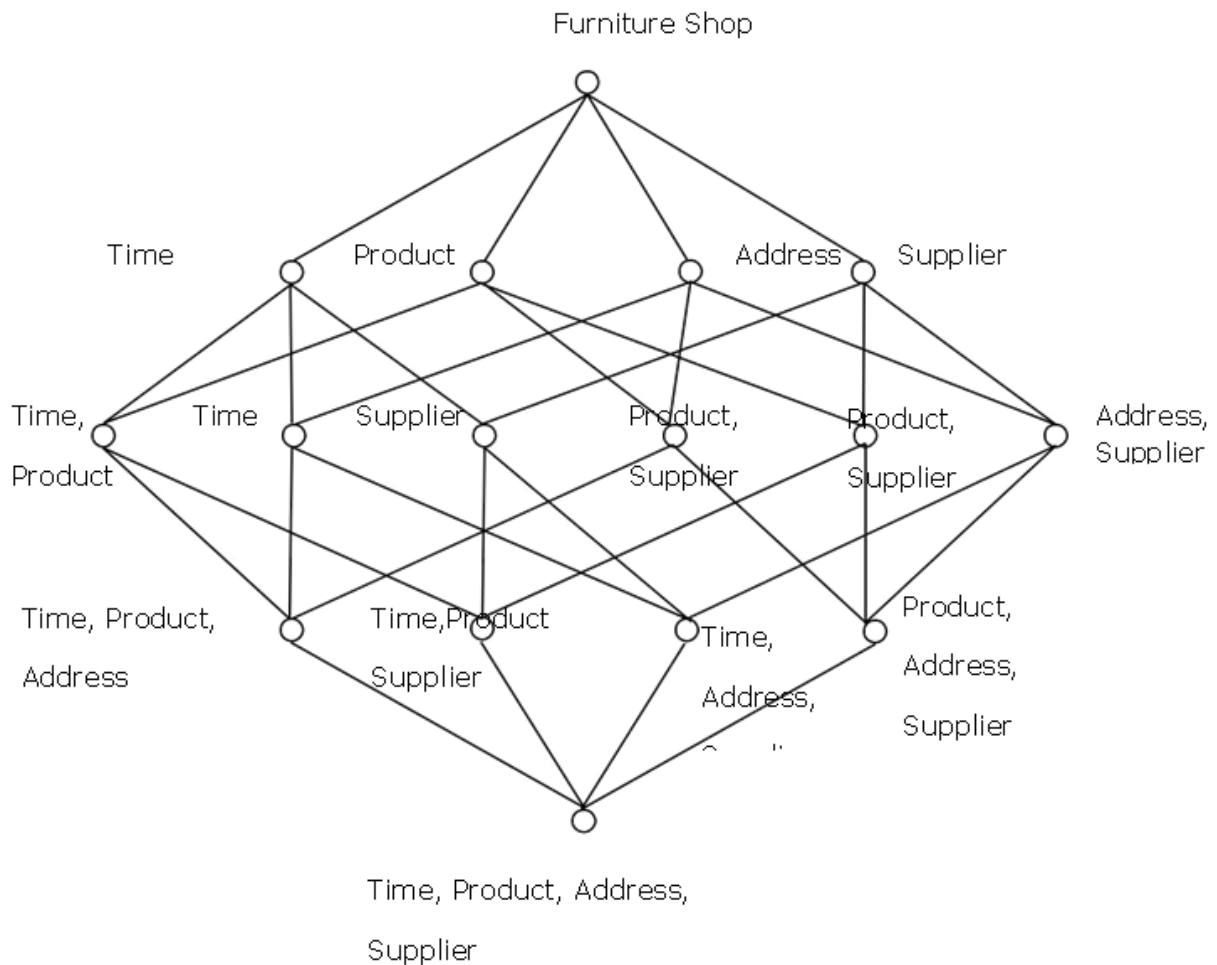 Furniture Shop
Time
Product
Address
Supplier
Time,
Product
Time
Supplier
Product,
Supplier
Product,
Supplier
Address,
Supplier
Time, Product,
Address
Time,Product
Supplier
Time,
Address,
Product,
Address,
Supplier
Time, Product, Address,
Supplier